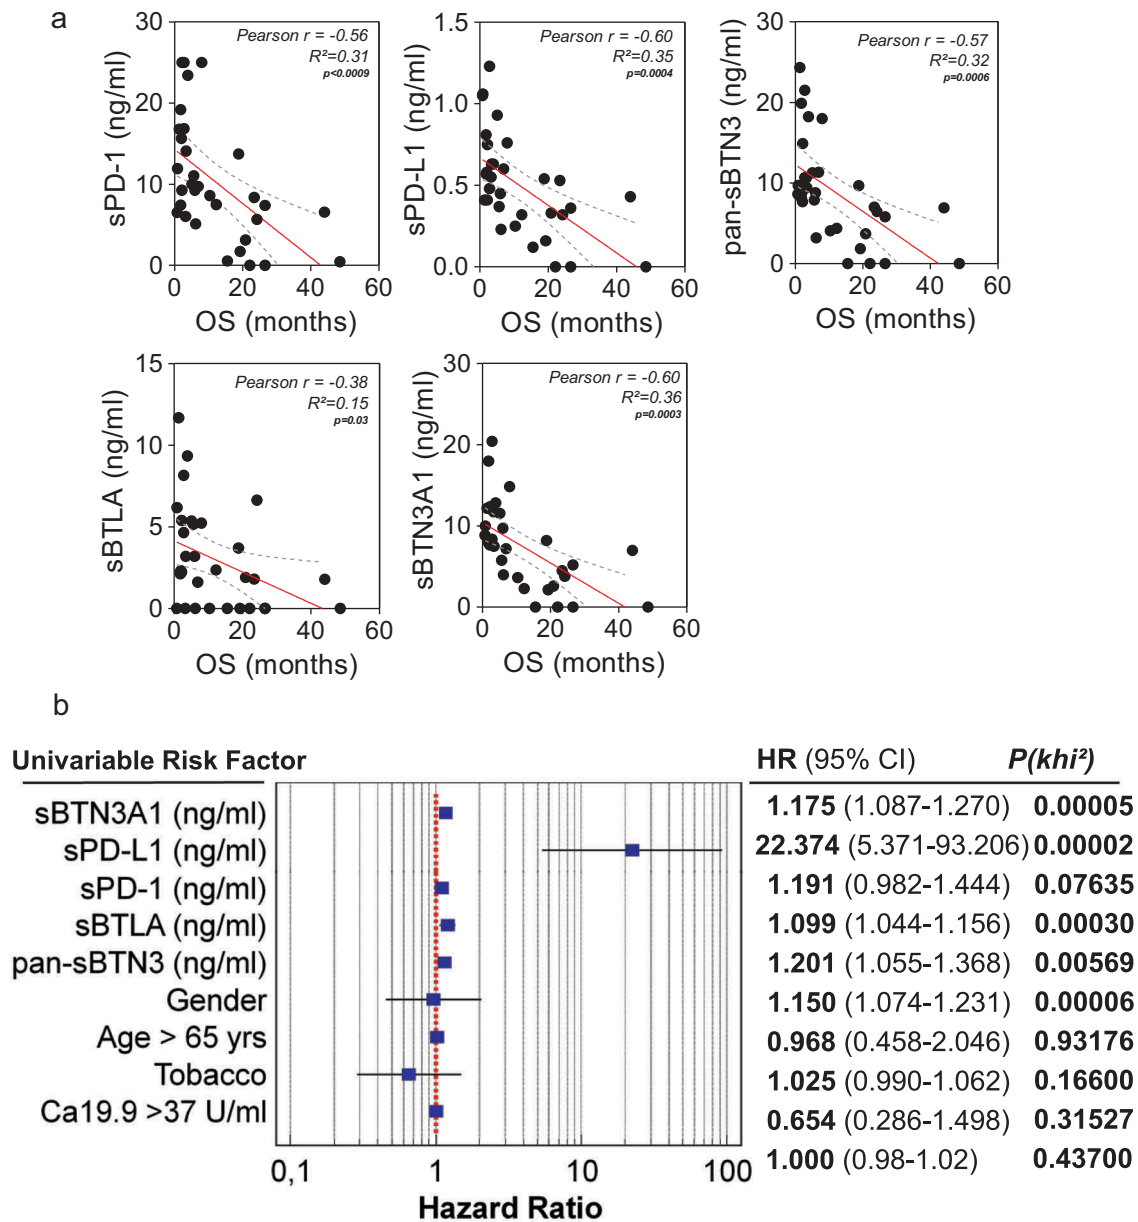 a
30
20
10
0
sPD-1 (ng/ml)
Pearson r = -0.56
R²=0.31
p<0.0009
0 20 40 60
OS (months)
1.5
1.0
0.5
0.0
sPD-L1 (ng/ml)
Pearson r = -0.60
R²=0.35
p=0.0004
0 20 40 60
OS (months)
30
20
10
0
pan-sBTN3 (ng/ml)
Pearson r = -0.57
R²=0.32
p=0.0006
0 20 40 60
OS (months)
15
10
5
0
sBTLA (ng/ml)
Pearson r = -0.38
R²=0.15
p=0.03
0 20 40 60
OS (months)
30
20
10
0
sBTN3A1 (ng/ml)
Pearson r = -0.60
R²=0.36
p=0.0003
0 20 40 60
OS (months)
b
Univariable Risk Factor HR (95% CI) P(khi²)
sBTN3A1 (ng/ml) 1.175 (1.087-1.270) 0.00005
sPD-L1 (ng/ml) 22.374 (5.371-93.206) 0.00002
sPD-1 (ng/ml) 1.191 (0.982-1.444) 0.07635
sBTLA (ng/ml) 1.099 (1.044-1.156) 0.00030
pan-sBTN3 (ng/ml) 1.201 (1.055-1.368) 0.00569
Gender 1.150 (1.074-1.231) 0.00006
Age > 65 yrs 0.968 (0.458-2.046) 0.93176
Tobacco 1.025 (0.990-1.062) 0.16600
Ca19.9 >37 U/ml 0.654 (0.286-1.498) 0.31527
1.000 (0.98-1.02) 0.43700
0,1 1 10 100
Hazard Ratio